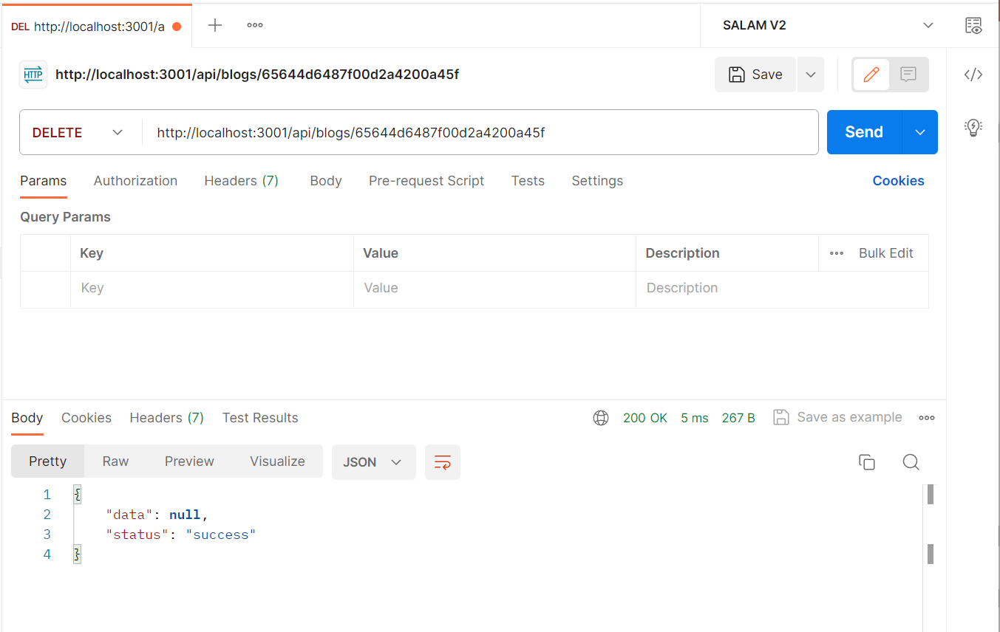 DEL http://localhost:3001/a
SALAM V2
HTTP http://localhost:3001/api/blogs/65644d6487f00d2a4200a45f
Save
DELETE http://localhost:3001/api/blogs/65644d6487f00d2a4200a45f
Send
Params Authorization Headers (7) Body Pre-request Script Tests Settings Cookies
Query Params
Key Value Description Bulk Edit
Key Value Description
Body Cookies Headers (7) Test Results 200 OK 5 ms 267 B Save as example
Pretty Raw Preview Visualize JSON
1 {
2 "data": null,
3 "status": "success"
4 }